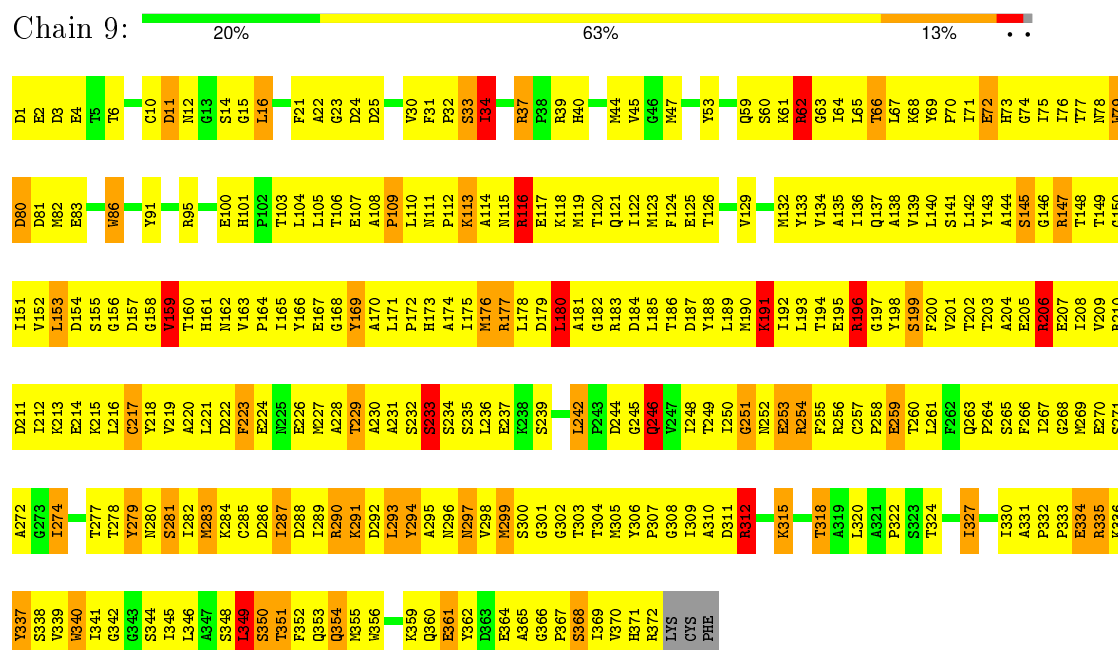 Chain 9:
20% 63% 13% • •
D1 E2 D3 E4 T5 T6 C10 D11 N12 G13 S14 G15 L16 F21 A22 G23 D24 D25 V30 F31 P32 S33 I34 R37 P38 R39 H40 M44 V45 G46 M47 Y53 Q59 S60 K61 R62 G63 I64 L65 T66 L67 K68 Y69 P70 I71 E72 H73 G74 I75 I76 T77 N78 W79
D80 D81 M82 E83 W86 Y91 R95 E100 H101 P102 T103 L104 L105 T106 E107 A108 P109 L110 N111 P112 K113 A114 N115 R116 E117 K118 M119 T120 Q121 I122 M123 F124 E125 T126 V129 M132 Y133 V134 A135 I136 Q137 A138 V139 L140 S141 L142 Y143 A144 S145 G146 R147 T148 T149 G150
I151 V152 L153 D154 S155 G156 D157 G158 V159 T160 H161 N162 V163 P164 I165 Y166 E167 G168 Y169 A170 L171 P172 H173 A174 I175 M176 R177 L178 D179 L180 A181 G182 R183 D184 L185 T186 D187 Y188 L189 M190 K191 I192 L193 T194 E195 R196 G197 Y198 S199 F200 V201 T202 T203 A204 E205 R206 E207 I208 V209 R210
D211 I212 K213 E214 K215 L216 C217 Y218 V219 A220 L221 D222 F223 E224 N225 E226 M227 A228 T229 A230 A231 S232 S233 S234 S235 L236 E237 K238 S239 L242 P243 D244 G245 Q246 V247 I248 T249 I250 G251 N252 E253 R254 F255 R256 C257 P258 E259 T260 L261 F262 Q263 P264 S265 F266 I267 G268 M269 E270 S271
A272 G273 I274 T277 T278 Y279 N280 S281 I282 M283 K284 C285 D286 I287 D288 I289 R290 K291 D292 L293 Y294 A295 N296 N297 V298 M299 S300 G301 G302 T303 T304 M305 Y306 P307 G308 I309 A310 D311 R312 K315 T318 A319 L320 A321 P322 S323 T324 I327 I330 A331 P332 P333 E334 R335 K336
Y337 S338 V339 W340 I341 G342 G343 S344 I345 L346 A347 S348 L349 S350 T351 F352 Q353 Q354 M355 W356 K359 Q360 E361 Y362 D363 E364 A365 G366 P367 S368 I369 V370 H371 R372 LYS CYS PHE